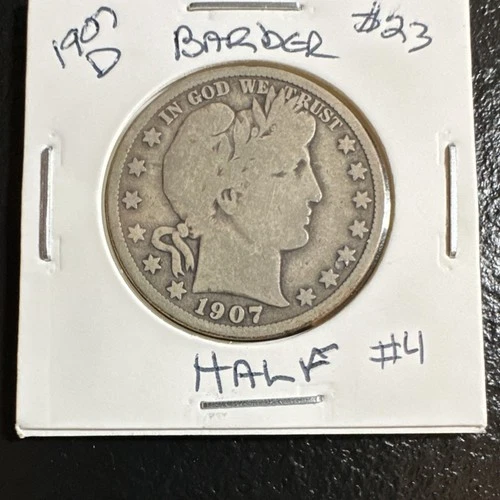 1907 BARBER #23
D
IN GOD WE TRUST
1907
HALF #4